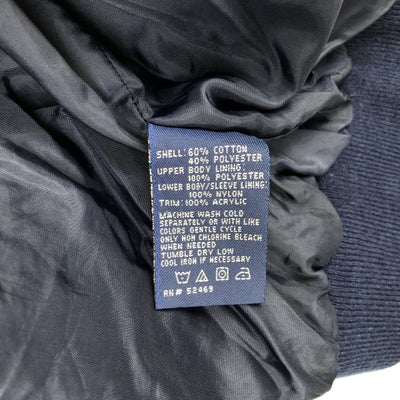 SHELL: 60% COTTON
40% POLYESTER
UPPER BODY LINING:
100% POLYESTER
LOWER BODY/SLEEVE LINING:
100% NYLON
TRIM: 100% ACRYLIC
MACHINE WASH COLD
SEPARATELY OR WITH LIKE
COLORS GENTLE CYCLE
ONLY NON CHLORINE BLEACH
WHEN NEEDED
TUMBLE DRY LOW
COOL IRON IF NECESSARY
RN# 52469